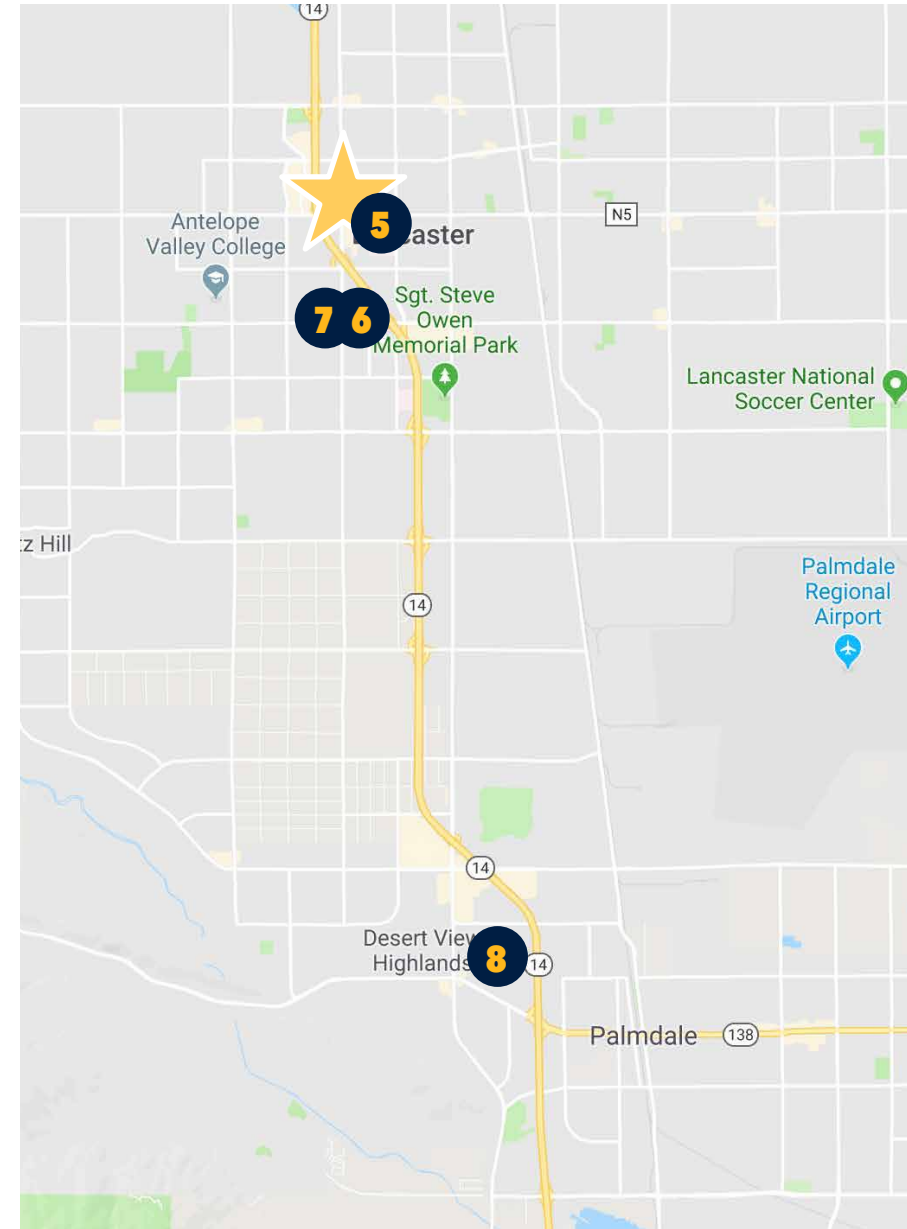 14
5
caster
N5
Antelope
Valley College
7 6
Sgt. Steve
Owen
Memorial Park
Lancaster National
Soccer Center
z Hill
Palmdale
Regional
Airport
14
14
Desert View
Highlands
8
14
Palmdale
138